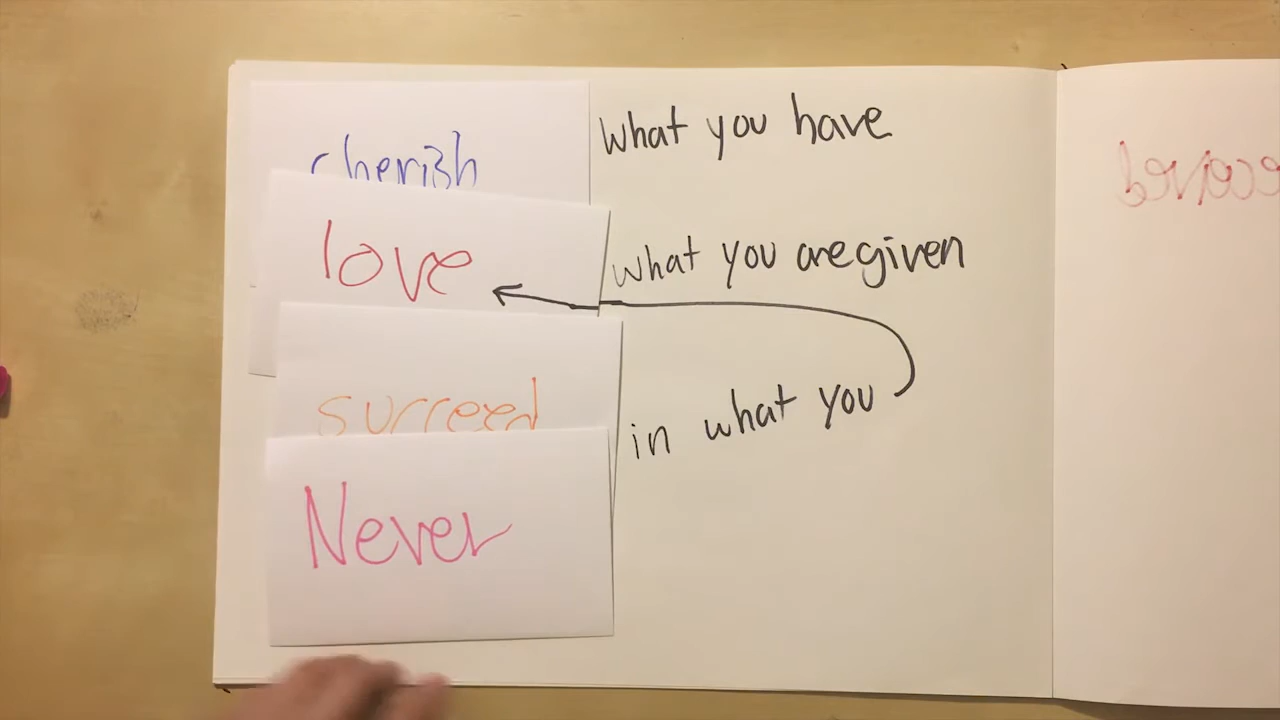 cherish what you have
love what you are given
succeed in what you
Never